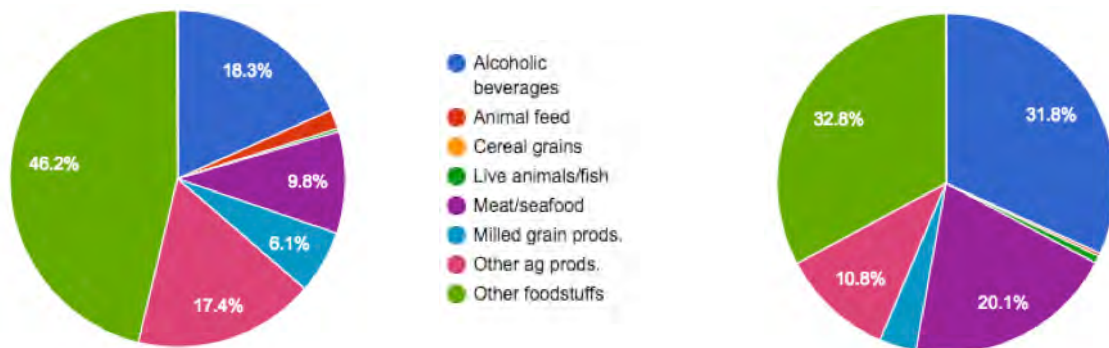 18.3%
46.2%
9.8%
6.1%
17.4%
Alcoholic
beverages
Animal feed
Cereal grains
Live animals/fish
Meat/seafood
Milled grain prods.
Other ag prods.
Other foodstuffs
32.8%
31.8%
10.8%
20.1%